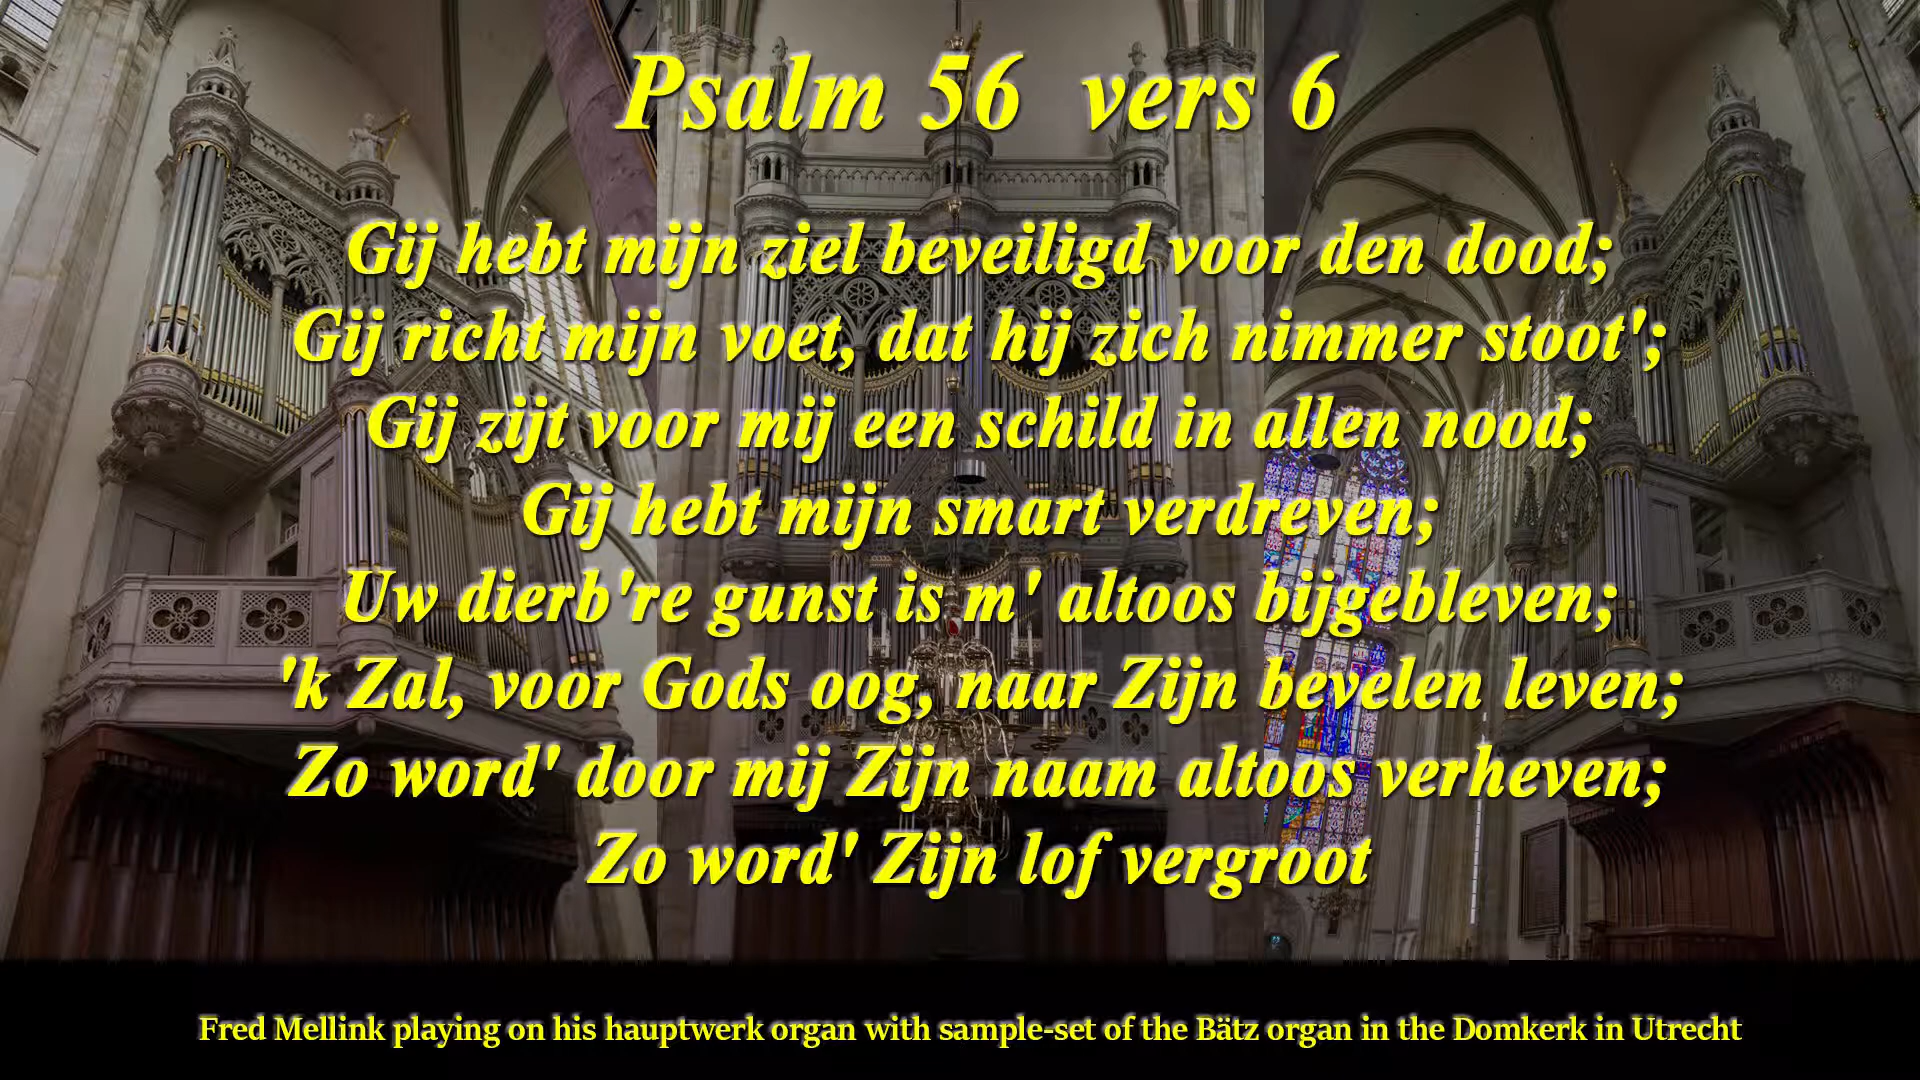 Psalm 56 vers 6
Gij hebt mijn ziel beveiligd voor den dood;
Gij richt mijn voet, dat hij zich nimmer stoot';
Gij zijt voor mij een schild in allen nood;
Gij hebt mijn smart verdreven;
Uw dierb're gunst is m' altoos bijgebleven;
'k Zal, voor Gods oog, naar Zijn bevelen leven;
Zo word' door mij Zijn naam altoos verheven;
Zo word' Zijn lof vergroot
Fred Mellink playing on his hauptwerk organ with sample-set of the Bätz organ in the Domkerk in Utrecht